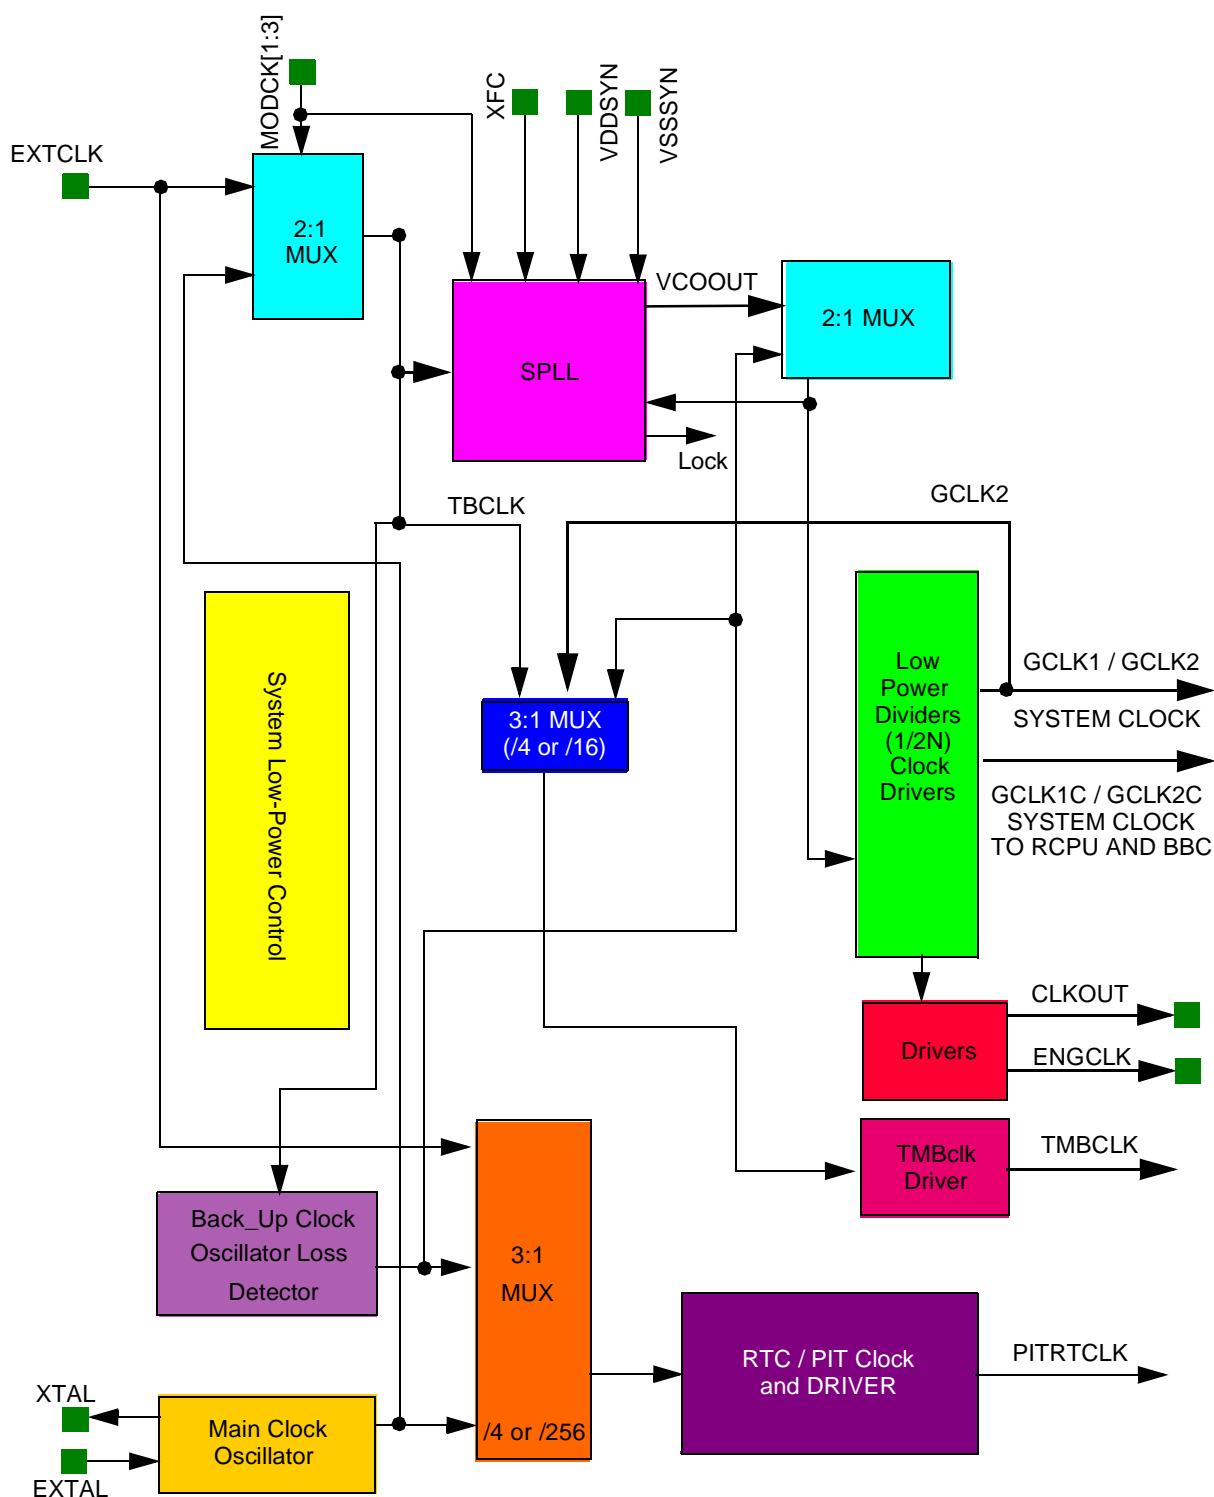 MODCK[1:3]
XFC
VDDSYN
VSSSYN
EXTCLK
2:1
MUX
VCOOUT
2:1 MUX
SPLL
Lock
TBCLK
GCLK2
System Low-Power Control
Low
Power
Dividers
(1/2N)
Clock
Drivers
GCLK1 / GCLK2
SYSTEM CLOCK
3:1 MUX
(/4 or /16)
GCLK1C / GCLK2C
SYSTEM CLOCK
TO RCPU AND BBC
CLKOUT
Drivers
ENGCLK
TMBclk
Driver
TMBCLK
Back_Up Clock
Oscillator Loss
Detector
3:1
MUX
/4 or /256
RTC / PIT Clock
and DRIVER
PITRTCLK
XTAL
Main Clock
Oscillator
EXTAL